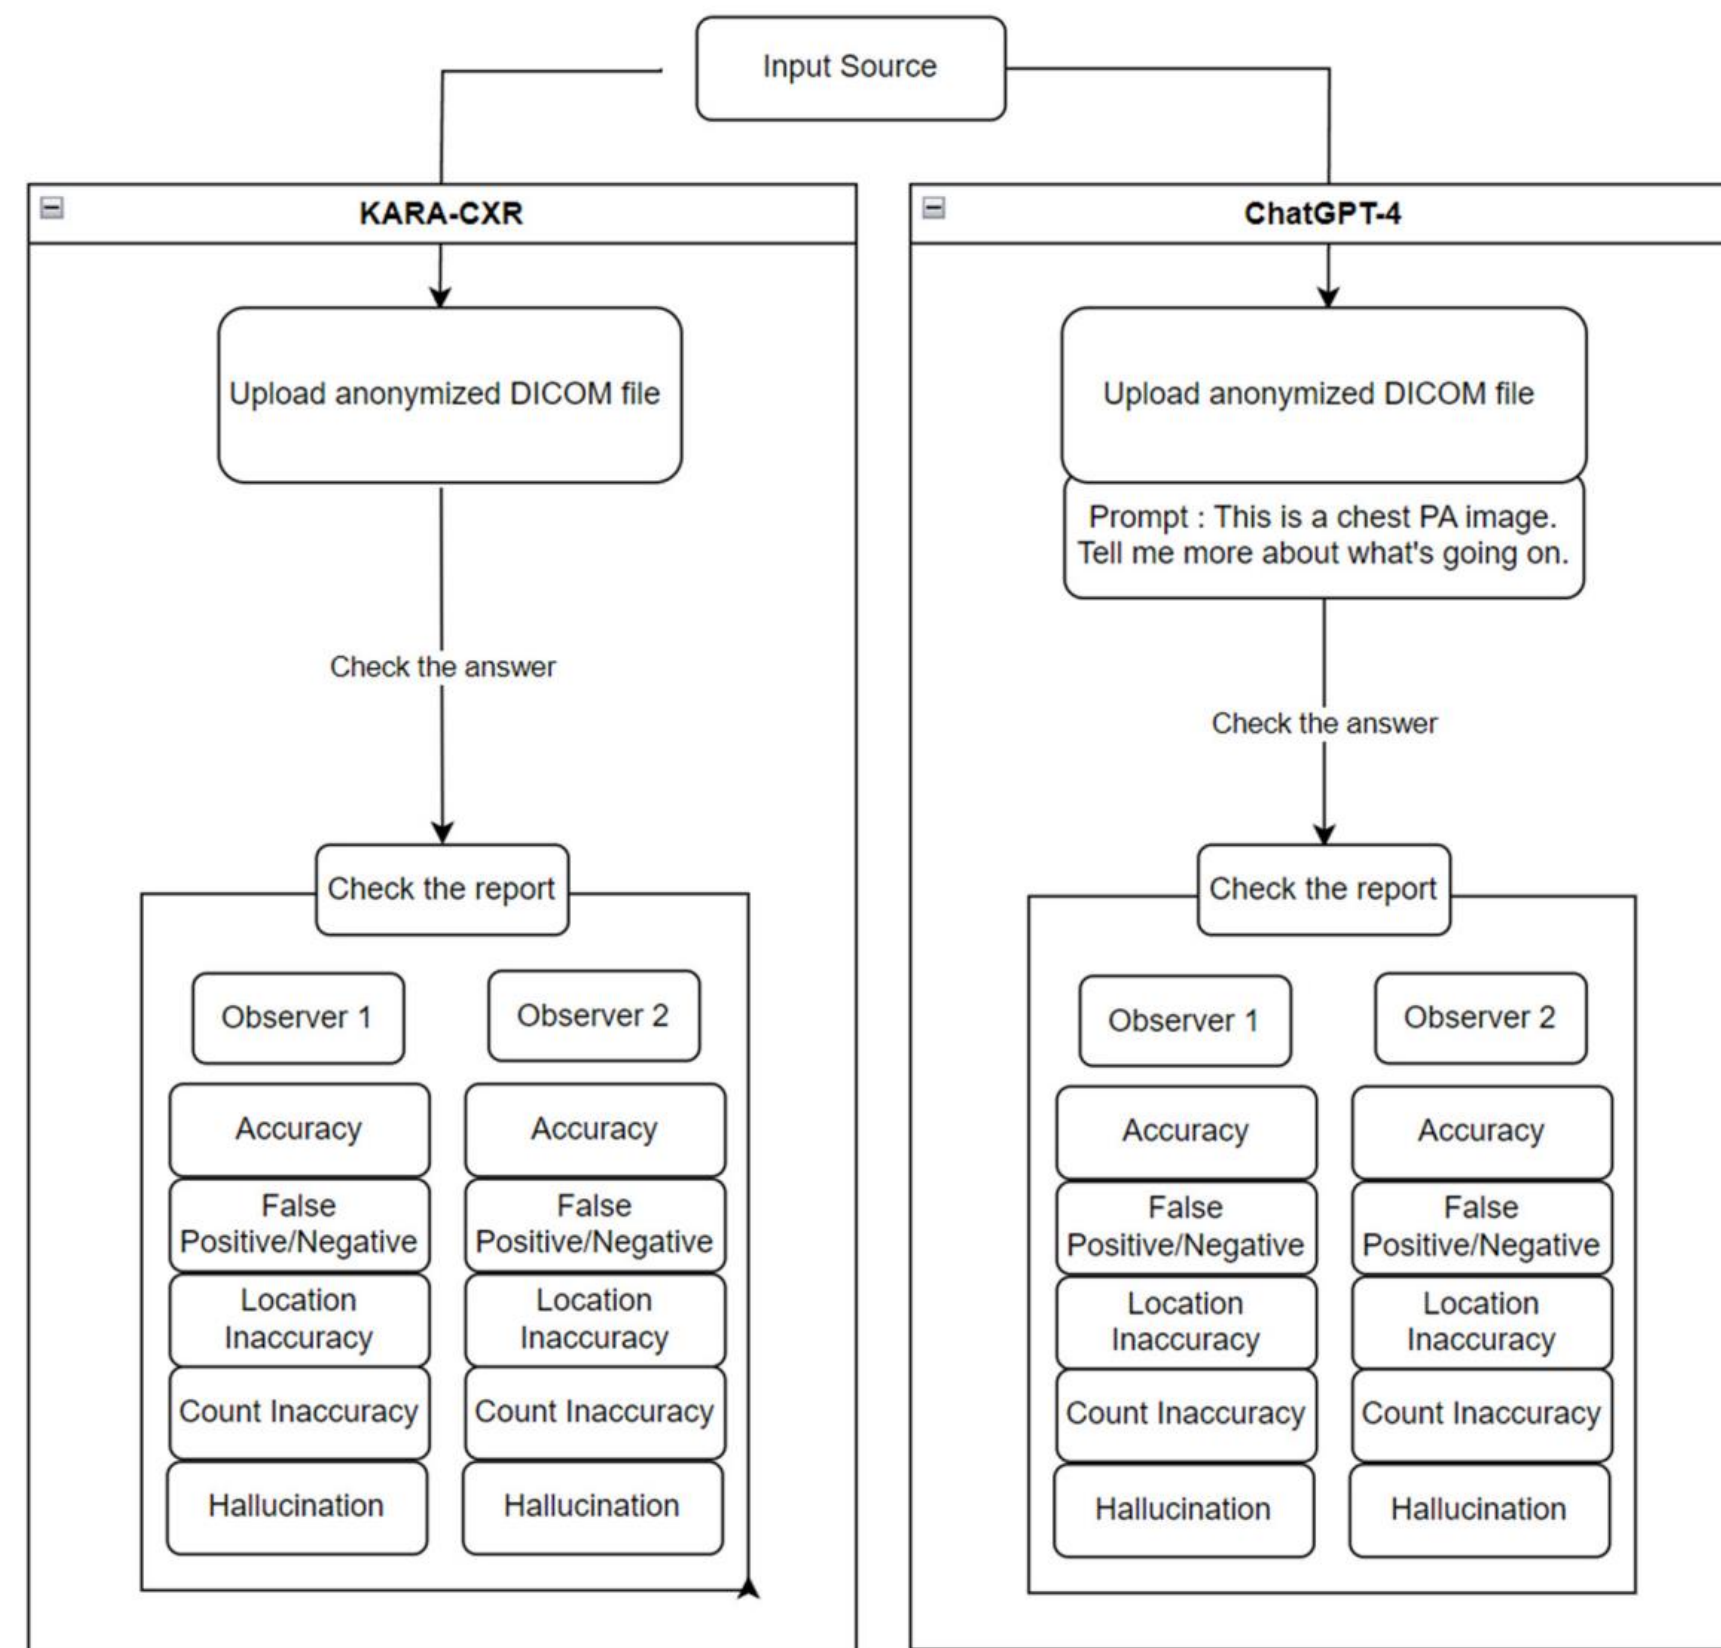 Input Source
KARA-CXR
Upload anonymized DICOM file
Check the answer
Check the report
Observer 1
Observer 2
Accuracy
Accuracy
False
Positive/Negative
False
Positive/Negative
Location
Inaccuracy
Location
Inaccuracy
Count Inaccuracy
Count Inaccuracy
Hallucination
Hallucination
ChatGPT-4
Upload anonymized DICOM file
Prompt : This is a chest PA image.
Tell me more about what's going on.
Check the answer
Check the report
Observer 1
Observer 2
Accuracy
Accuracy
False
Positive/Negative
False
Positive/Negative
Location
Inaccuracy
Location
Inaccuracy
Count Inaccuracy
Count Inaccuracy
Hallucination
Hallucination